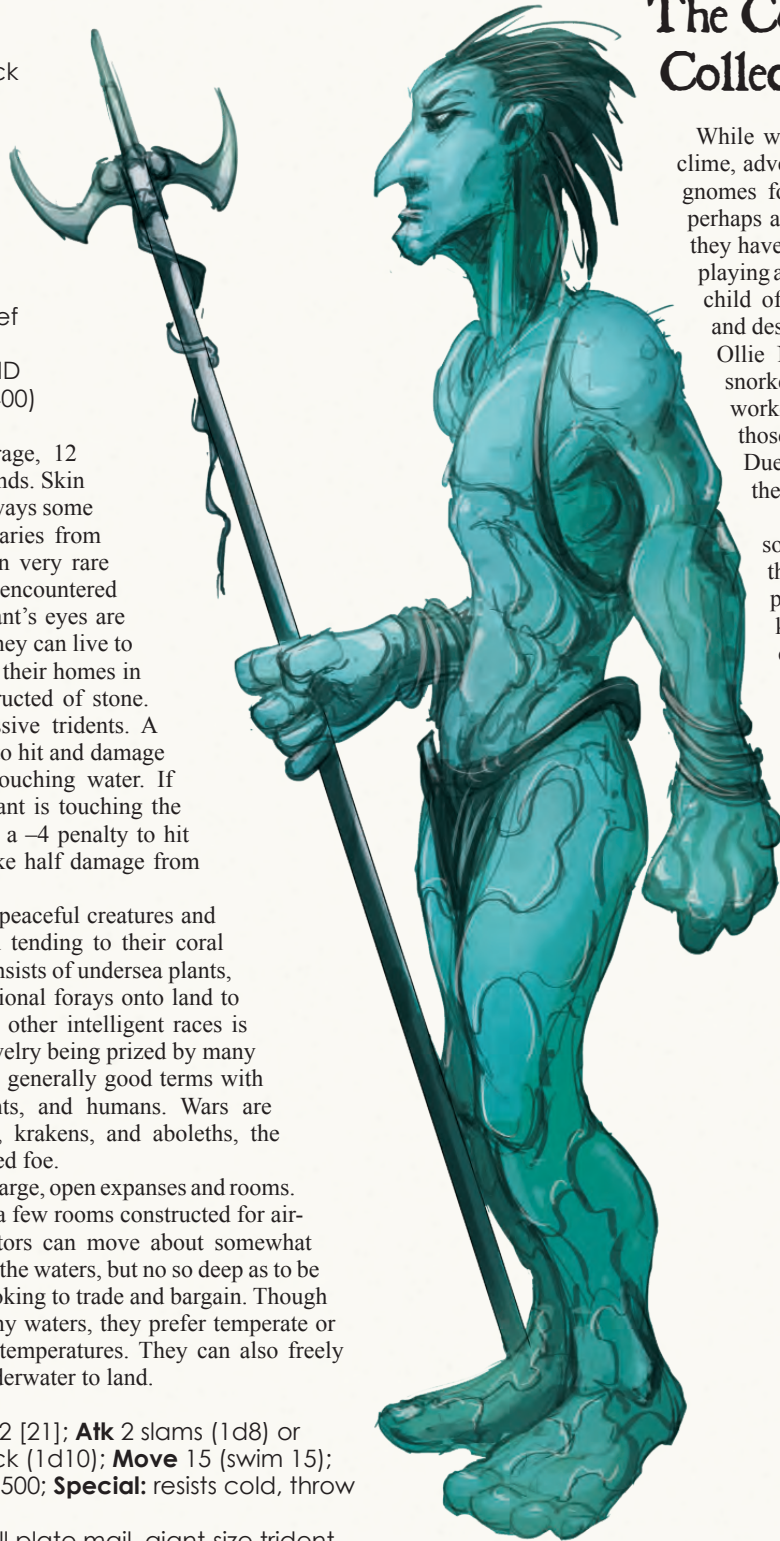 ck
ef
ID
00)
rage, 12
nds. Skin
ways some
aries from
n very rare
encountered
ant’s eyes are
hey can live to
their homes in
ructed of stone.
ssive tridents. A
o hit and damage
ouching water. If
ant is touching the
a –4 penalty to hit
ke half damage from
peaceful creatures and
tending to their coral
nsists of undersea plants,
ional forays onto land to
other intelligent races is
welry being prized by many
generally good terms with
nts, and humans. Wars are
, krakens, and aboleths, the
ed foe.
arge, open expanses and rooms.
a few rooms constructed for air-
tors can move about somewhat
the waters, but no so deep as to be
oking to trade and bargain. Though
ny waters, they prefer temperate or
temperatures. They can also freely
derwater to land.
2 [21]; Atk 2 slams (1d8) or
ck (1d10); Move 15 (swim 15);
500; Special: resists cold, throw
ll plate mail, giant-size trident
The Co
Collec
While w
clime, adve
gnomes fo
perhaps a
they have
playing a
child of
and des
Ollie
snorke
work
those
Due
the
so
th
p